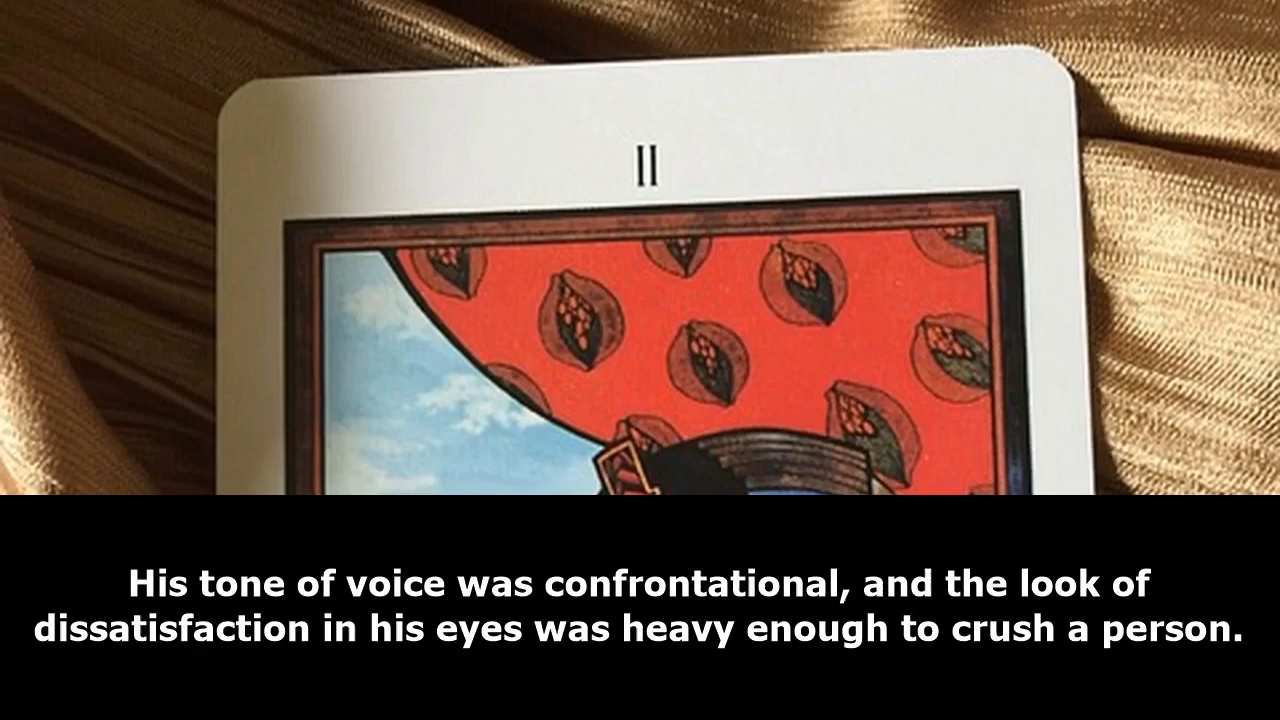 II
His tone of voice was confrontational, and the look of
dissatisfaction in his eyes was heavy enough to crush a person.